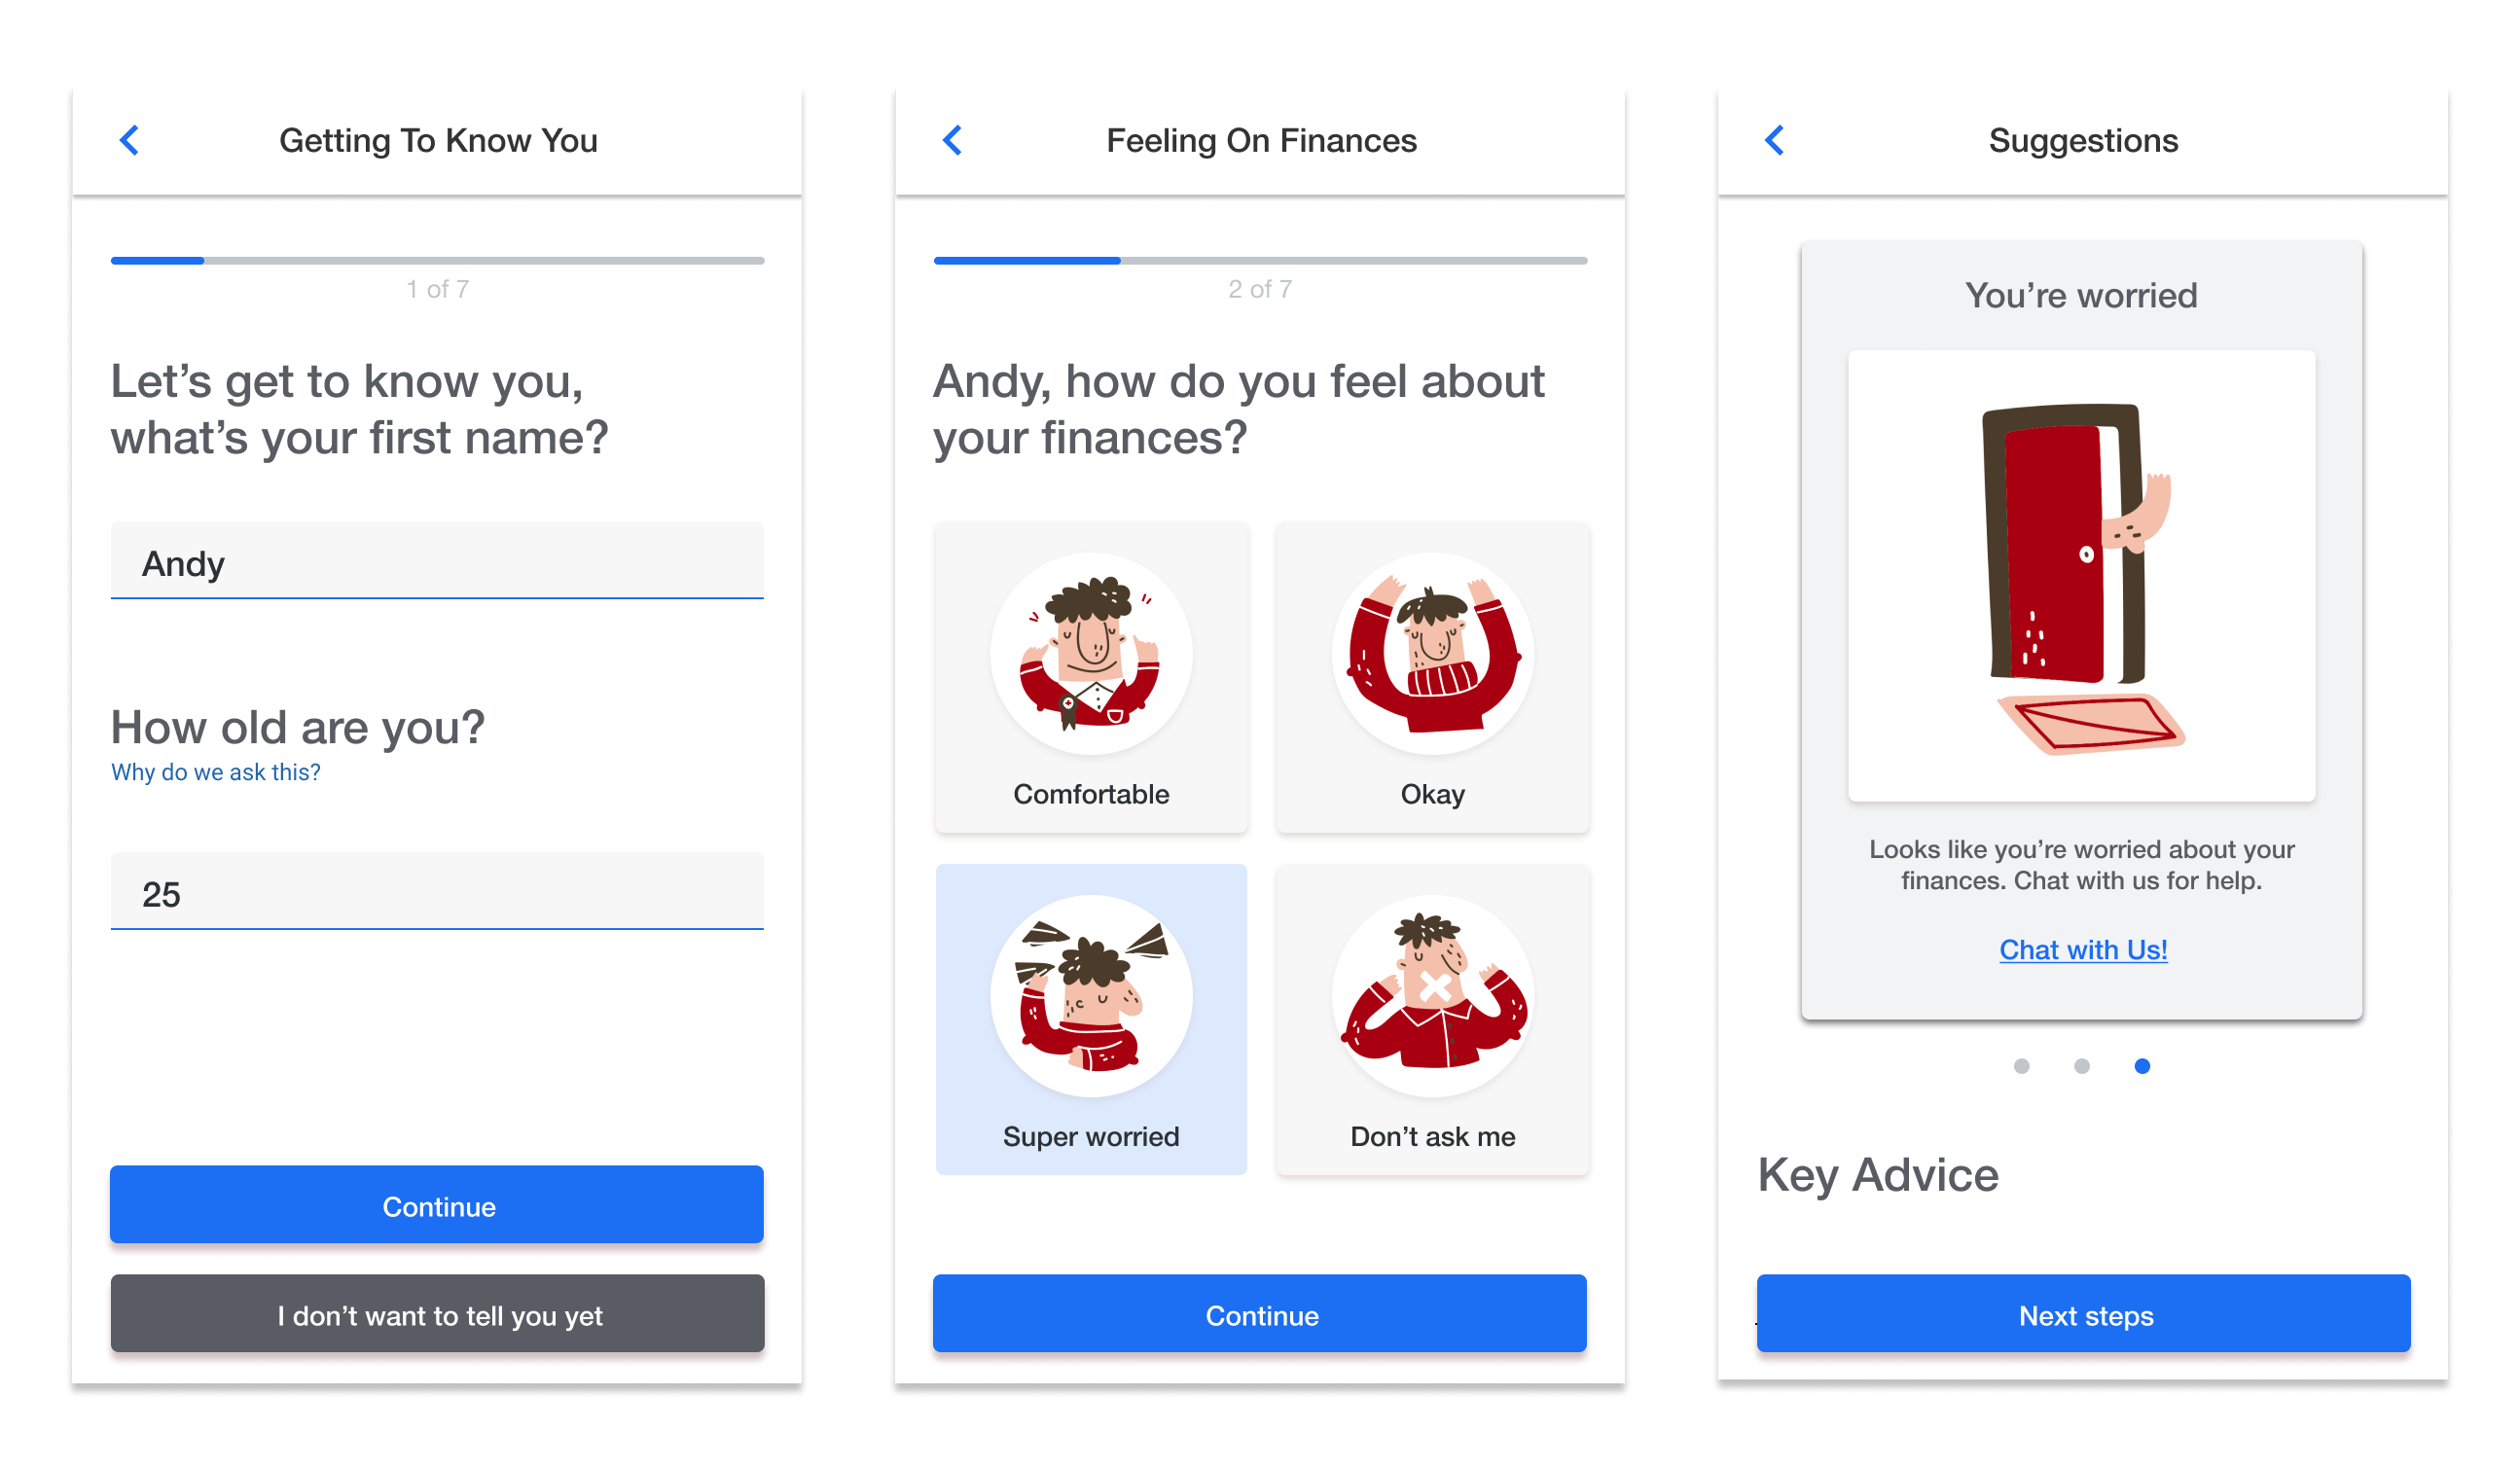 Getting To Know You
1 of 7
Let’s get to know you,
what’s your first name?
Andy
How old are you?
Why do we ask this?
25
Continue
I don’t want to tell you yet
Feeling On Finances
2 of 7
Andy, how do you feel about
your finances?
Comfortable
Okay
Super worried
Don’t ask me
Continue
Suggestions
You’re worried
Looks like you’re worried about your
finances. Chat with us for help.
Chat with Us!
Key Advice
Next steps